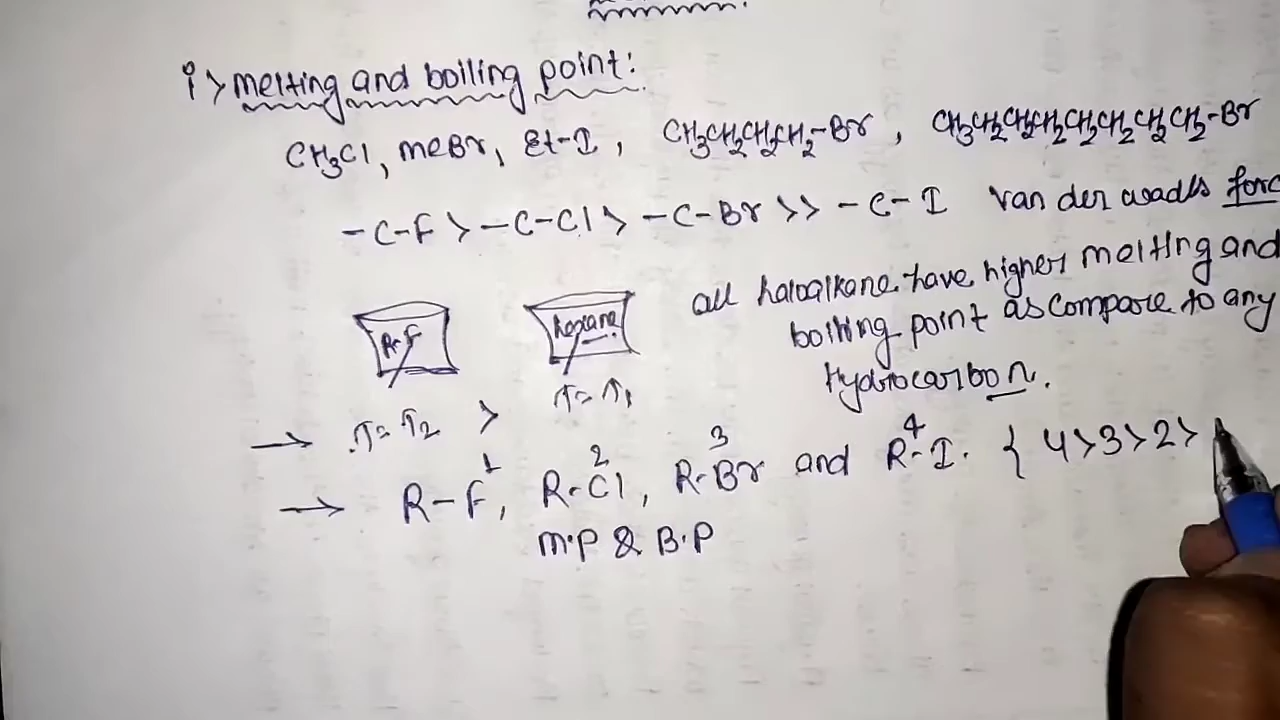 i> melting and boiling point:
CH3Cl, meBr, Et-I, CH3CH2CH2CH2-Br, CH3CH2CH2CH2CH2CH2CH2CH2-Br
-C-F > -C-Cl > -C-Br >> -C-I van der waals forc
R-F hexane
all haloalkane have higher melting and
boiling point as compare to any
Hydrocarbon.
→ T=T2 > T=T1
1 2 3 4
→ R-F, R-Cl, R-Br and R-I. { 4>3>2>
m.p & B.p